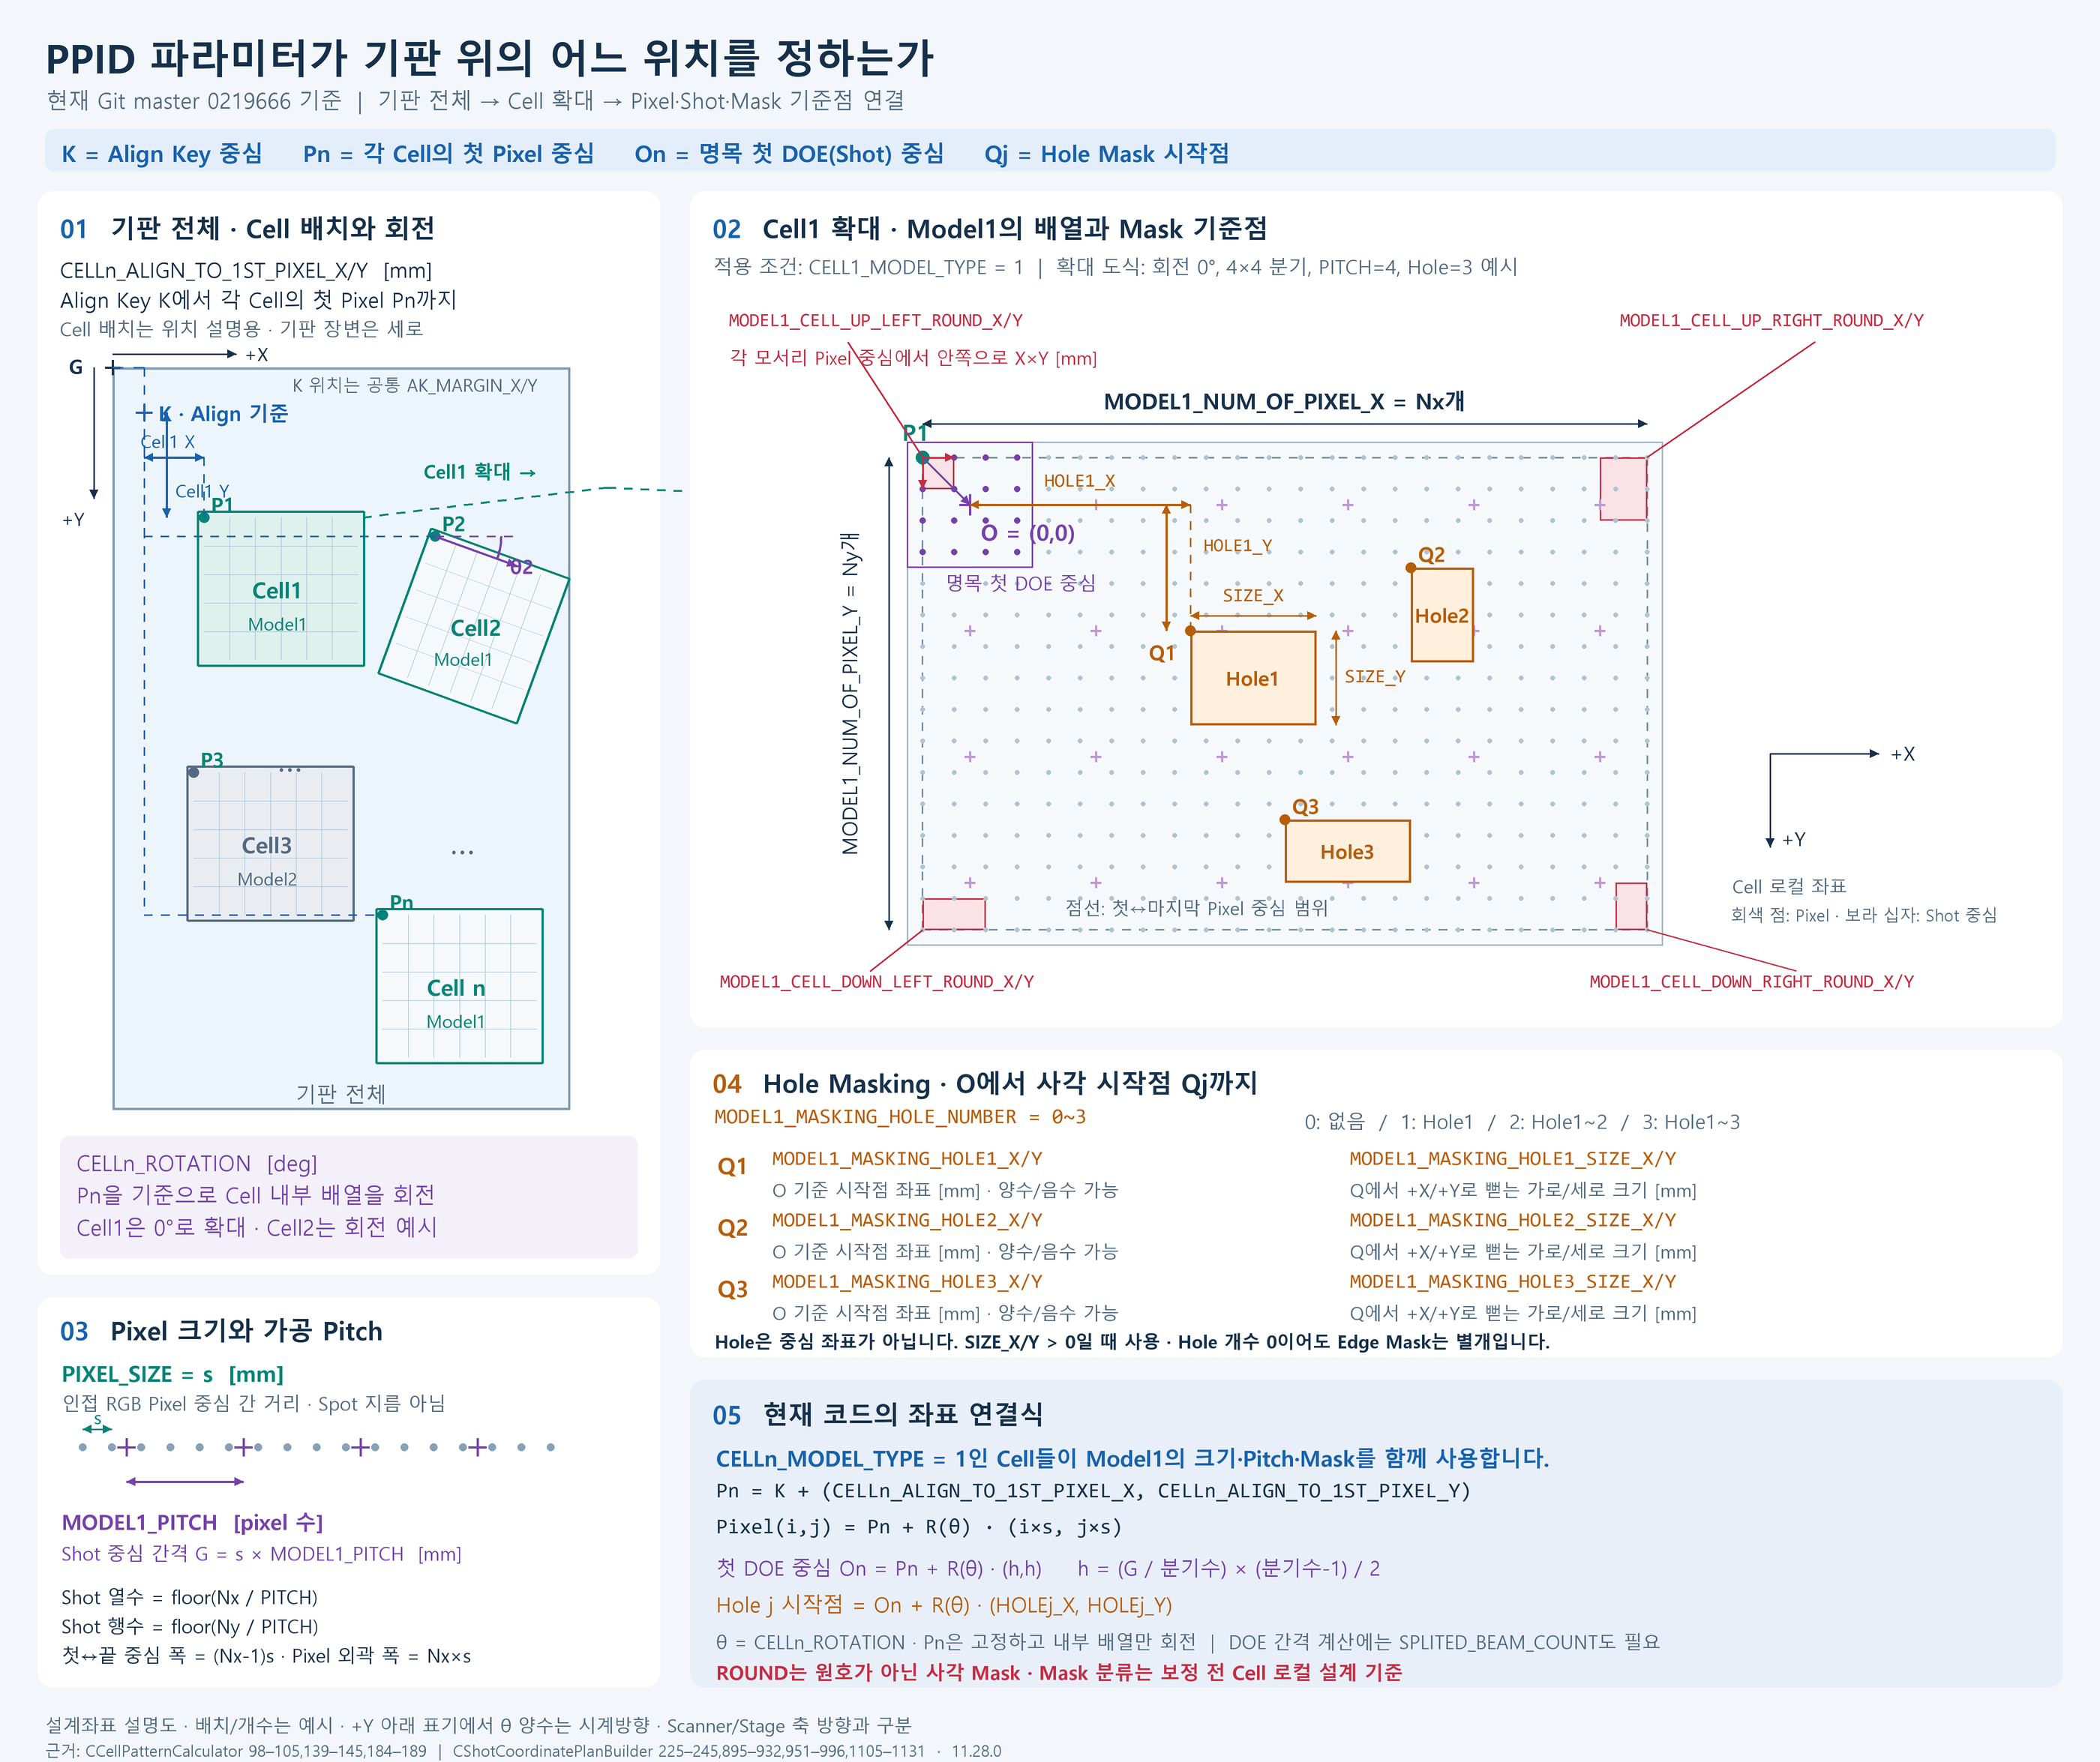 PPID 파라미터가 기판 위의 어느 위치를 정하는가
현재 Git master 0219666 기준 | 기판 전체 → Cell 확대 → Pixel·Shot·Mask 기준점 연결
K = Align Key 중심 Pn = 각 Cell의 첫 Pixel 중심 On = 명목 첫 DOE(Shot) 중심 Qj = Hole Mask 시작점
01 기판 전체 · Cell 배치와 회전
CELLn_ALIGN_TO_1ST_PIXEL_X/Y [mm]
Align Key K에서 각 Cell의 첫 Pixel Pn까지
Cell 배치는 위치 설명용 · 기판 장변은 세로
G
+X
K 위치는 공통 AK_MARGIN_X/Y
K · Align 기준
Cell1 X
Cell1 확대 →
Cell1 Y
+Y
P1
P2
θ2
Cell1
Model1
Cell2
Model1
P3
...
Cell3
Model2
...
Pn
Cell n
Model1
기판 전체
CELLn_ROTATION [deg]
Pn을 기준으로 Cell 내부 배열을 회전
Cell1은 0°로 확대 · Cell2는 회전 예시
02 Cell1 확대 · Model1의 배열과 Mask 기준점
적용 조건: CELL1_MODEL_TYPE = 1 | 확대 도식: 회전 0°, 4×4 분기, PITCH=4, Hole=3 예시
MODEL1_CELL_UP_LEFT_ROUND_X/Y
MODEL1_CELL_UP_RIGHT_ROUND_X/Y
각 모서리 Pixel 중심에서 안쪽으로 X×Y [mm]
MODEL1_NUM_OF_PIXEL_X = Nx개
P1
HOLE1_X
O = (0,0)
HOLE1_Y
Q2
명목 첫 DOE 중심
SIZE_X
Hole2
MODEL1_NUM_OF_PIXEL_Y = Ny개
Q1
Hole1
SIZE_Y
+X
Q3
+Y
Hole3
Cell 로컬 좌표
점선: 첫↔마지막 Pixel 중심 범위
회색 점: Pixel · 보라 십자: Shot 중심
MODEL1_CELL_DOWN_LEFT_ROUND_X/Y
MODEL1_CELL_DOWN_RIGHT_ROUND_X/Y
03 Pixel 크기와 가공 Pitch
PIXEL_SIZE = s [mm]
인접 RGB Pixel 중심 간 거리 · Spot 지름 아님
s
MODEL1_PITCH [pixel 수]
Shot 중심 간격 G = s × MODEL1_PITCH [mm]
Shot 열수 = floor(Nx / PITCH)
Shot 행수 = floor(Ny / PITCH)
첫↔끝 중심 폭 = (Nx-1)s · Pixel 외곽 폭 = Nx×s
04 Hole Masking · O에서 사각 시작점 Qj까지
MODEL1_MASKING_HOLE_NUMBER = 0~3
0: 없음 / 1: Hole1 / 2: Hole1~2 / 3: Hole1~3
Q1 MODEL1_MASKING_HOLE1_X/Y MODEL1_MASKING_HOLE1_SIZE_X/Y
O 기준 시작점 좌표 [mm] · 양수/음수 가능 Q에서 +X/+Y로 뻗는 가로/세로 크기 [mm]
Q2 MODEL1_MASKING_HOLE2_X/Y MODEL1_MASKING_HOLE2_SIZE_X/Y
O 기준 시작점 좌표 [mm] · 양수/음수 가능 Q에서 +X/+Y로 뻗는 가로/세로 크기 [mm]
Q3 MODEL1_MASKING_HOLE3_X/Y MODEL1_MASKING_HOLE3_SIZE_X/Y
O 기준 시작점 좌표 [mm] · 양수/음수 가능 Q에서 +X/+Y로 뻗는 가로/세로 크기 [mm]
Hole은 중심 좌표가 아닙니다. SIZE_X/Y > 0일 때 사용 · Hole 개수 0이어도 Edge Mask는 별개입니다.
05 현재 코드의 좌표 연결식
CELLn_MODEL_TYPE = 1인 Cell들이 Model1의 크기·Pitch·Mask를 함께 사용합니다.
Pn = K + (CELLn_ALIGN_TO_1ST_PIXEL_X, CELLn_ALIGN_TO_1ST_PIXEL_Y)
Pixel(i,j) = Pn + R(θ) · (i×s, j×s)
첫 DOE 중심 On = Pn + R(θ) · (h,h) h = (G / 분기수) × (분기수-1) / 2
Hole j 시작점 = On + R(θ) · (HOLEj_X, HOLEj_Y)
θ = CELLn_ROTATION · Pn은 고정하고 내부 배열만 회전 | DOE 간격 계산에는 SPLITED_BEAM_COUNT도 필요
ROUND는 원호가 아닌 사각 Mask · Mask 분류는 보정 전 Cell 로컬 설계 기준
설계좌표 설명도 · 배치/개수는 예시 · +Y 아래 표기에서 θ 양수는 시계방향 · Scanner/Stage 축 방향과 구분
근거: CCellPatternCalculator 98–105,139–145,184–189 | CShotCoordinatePlanBuilder 225–245,895–932,951–996,1105–1131 · 11.28.0